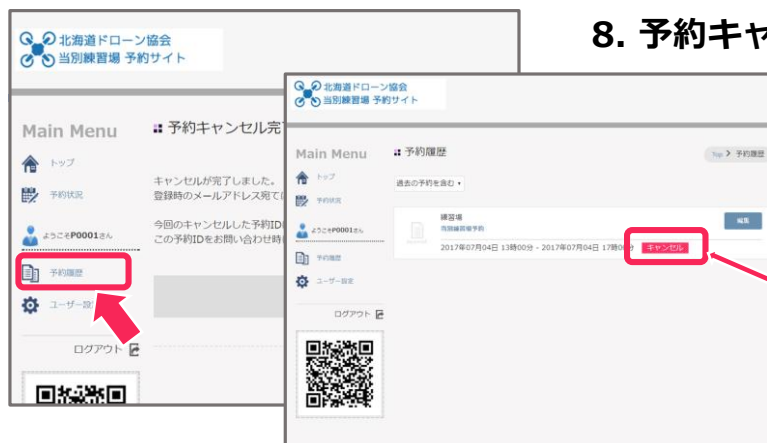 8. 予約キャ
北海道ドローン協会
当別練習場 予約サイト
Main Menu
トップ
予約状況
ようこそP0001さん
予約履歴
ユーザー設
ログアウト
予約キャンセル完
キャンセルが完了しました。
登録時のメールアドレス宛て
今回のキャンセルした予約ID
この予約IDをお問い合わせ時
北海道ドローン協会
当別練習場 予約サイト
Main Menu
トップ
予約状況
ようこそP0001さん
予約履歴
ユーザー設定
ログアウト
予約履歴
Top > 予約履歴
過去の予約を含む
練習場
当別練習場予約
編集
2017年07月04日 13時00分 - 2017年07月04日 17時00分 キャンセル